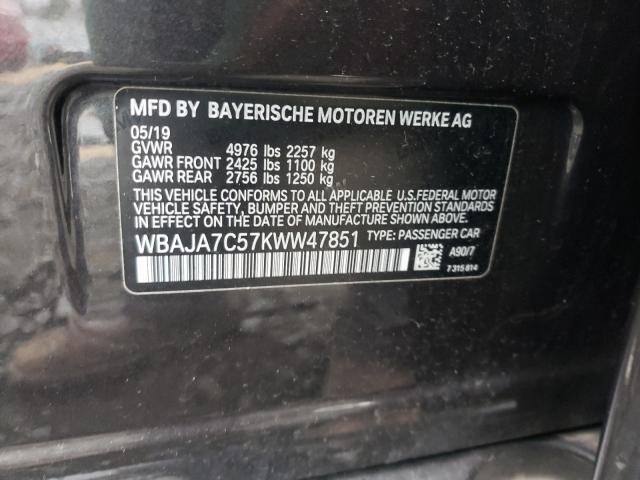 MFD BY BAYERISCHE MOTOREN WERKE AG
05/19
GVWR 4976 lbs 2257 kg
GAWR FRONT 2425 lbs 1100 kg
GAWR REAR 2756 lbs 1250 kg
THIS VEHICLE CONFORMS TO ALL APPLICABLE U.S.FEDERAL MOTOR
VEHICLE SAFETY, BUMPER AND THEFT PREVENTION STANDARDS
IN EFFECT ON THE DATE OF MANUFACTURE SHOWN ABOVE.
WBAJA7C57KWW47851 TYPE: PASSENGER CAR
A90/7
7 315 814